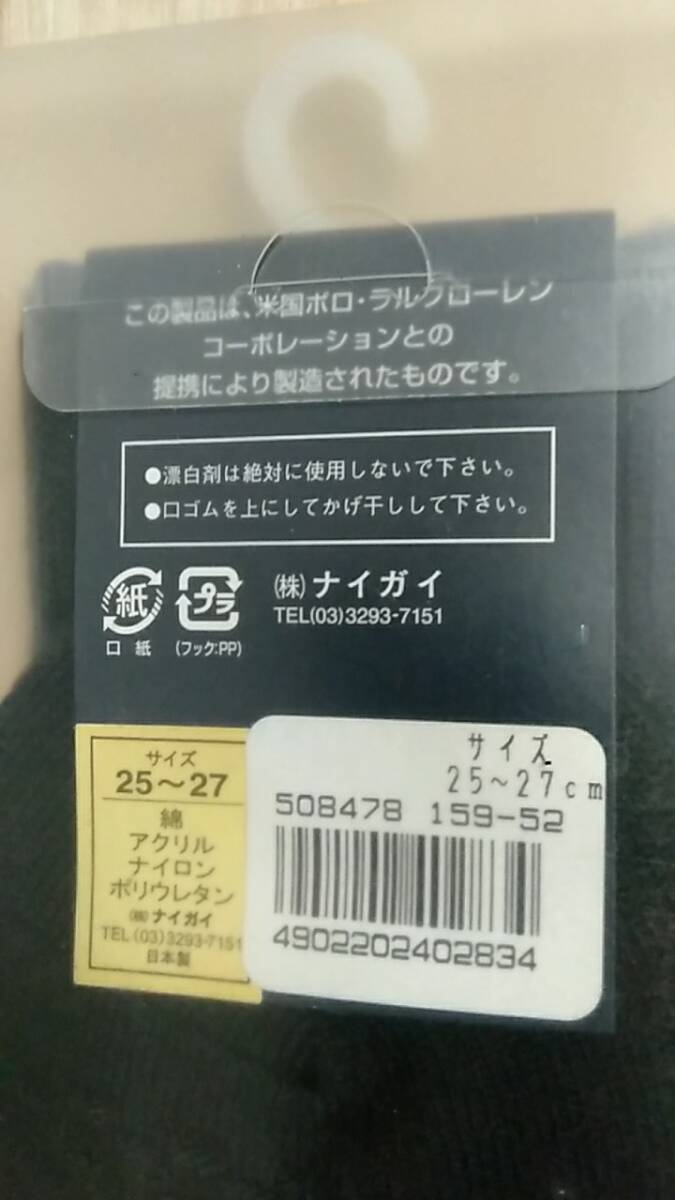 この製品は、米国ポロ・ラルフローレン
コーポレーションとの
提携により製造されたものです。
●漂白剤は絶対に使用しないで下さい。
●口ゴムを上にしてかげ干しして下さい。
紙
口 紙
プラ
(フック:PP)
(株)ナイガイ
TEL(03)3293-7151
サイズ
25〜27
綿
アクリル
ナイロン
ポリウレタン
(株)ナイガイ
TEL(03)3293-7151
日本製
サイズ
25〜27cm
508478 159-52
4902202402834